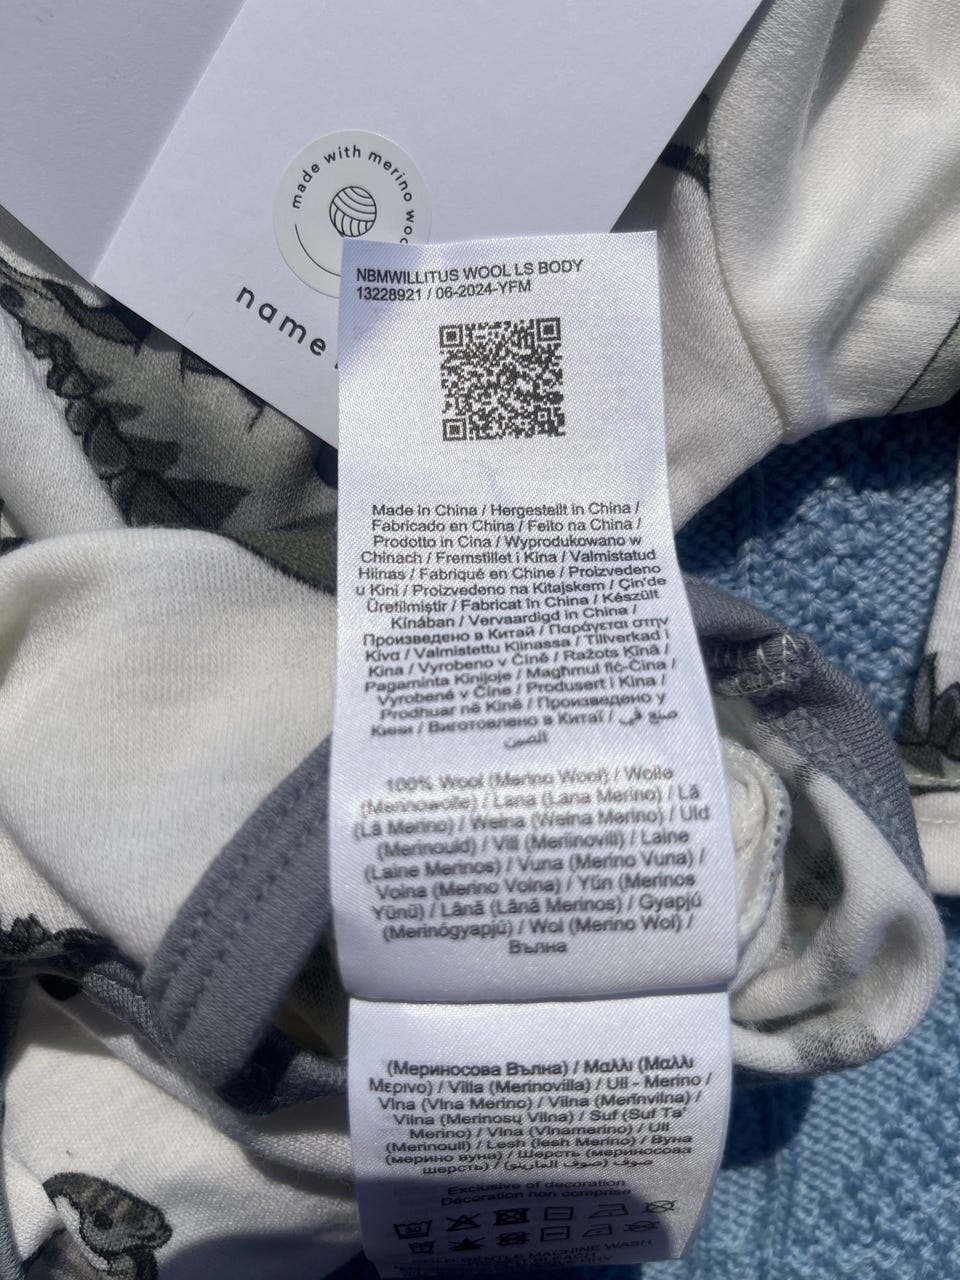 made with merino
name
NBMWILLITUS WOOL LS BODY
13228921 / 06-2024-YFM
Made in China / Hergestellt in China /
Fabricado en China / Feito na China /
Prodotto in Cina / Wyprodukowano w
Chinach / Fremstillet i Kina / Valmistatud
Hiinas / Fabriqué en Chine / Proizvedeno
u Kini / Proizvedeno na Kitajskem / Çin'de
Üretilmiştir / Fabricat în China / Készült
Kínában / Vervaardigd in China /
Произведено в Китай / Παράγεται στην
Κίνα / Valmistettu Kiinassa / Tillverkad i
Kina / Vyrobeno v Číně / Ražots Ķīnā /
Pagaminta Kinijoje / Magħmul fiċ-Ċina /
Vyrobené v Číne / Produsert i Kina /
Prodhuar në Kinë / Произведено у
Кини / Виготовлено в Китаї / صنع في
الصين
100% Wool (Merino Wool) / Wolle
(Merinowolle) / Lana (Lana Merino) / Lã
(Lã Merino) / Wełna (Wełna Merino) / Uld
(Merinould) / Vill (Meriinovill) / Laine
(Laine Merinos) / Vuna (Merino Vuna) /
Volna (Merino Volna) / Yün (Merinos
Yünü) / Lână (Lână Merinos) / Gyapjú
(Merinógyapjú) / Wol (Merino Wol) /
Вълна
(Мериносова Вълна) / Μαλλί (Μαλλί
Μερινο) / Villa (Merinovilla) / Ull - Merino /
Vlna (Vlna Merino) / Vilna (Merīnvilna) /
Vilna (Merinosų Vilna) / Suf (Suf Ta'
Merino) / Vlna (Vlnamerino) / Ull
(Merinoull) / Lesh (lesh Merino) / Вуна
(мерино вуна) / Шерсть (мериносова
шерсть) / صوف (صوف المارينو)
Exclusive of decoration
Décoration non comprise
30
GENTLE MACHINE WASH